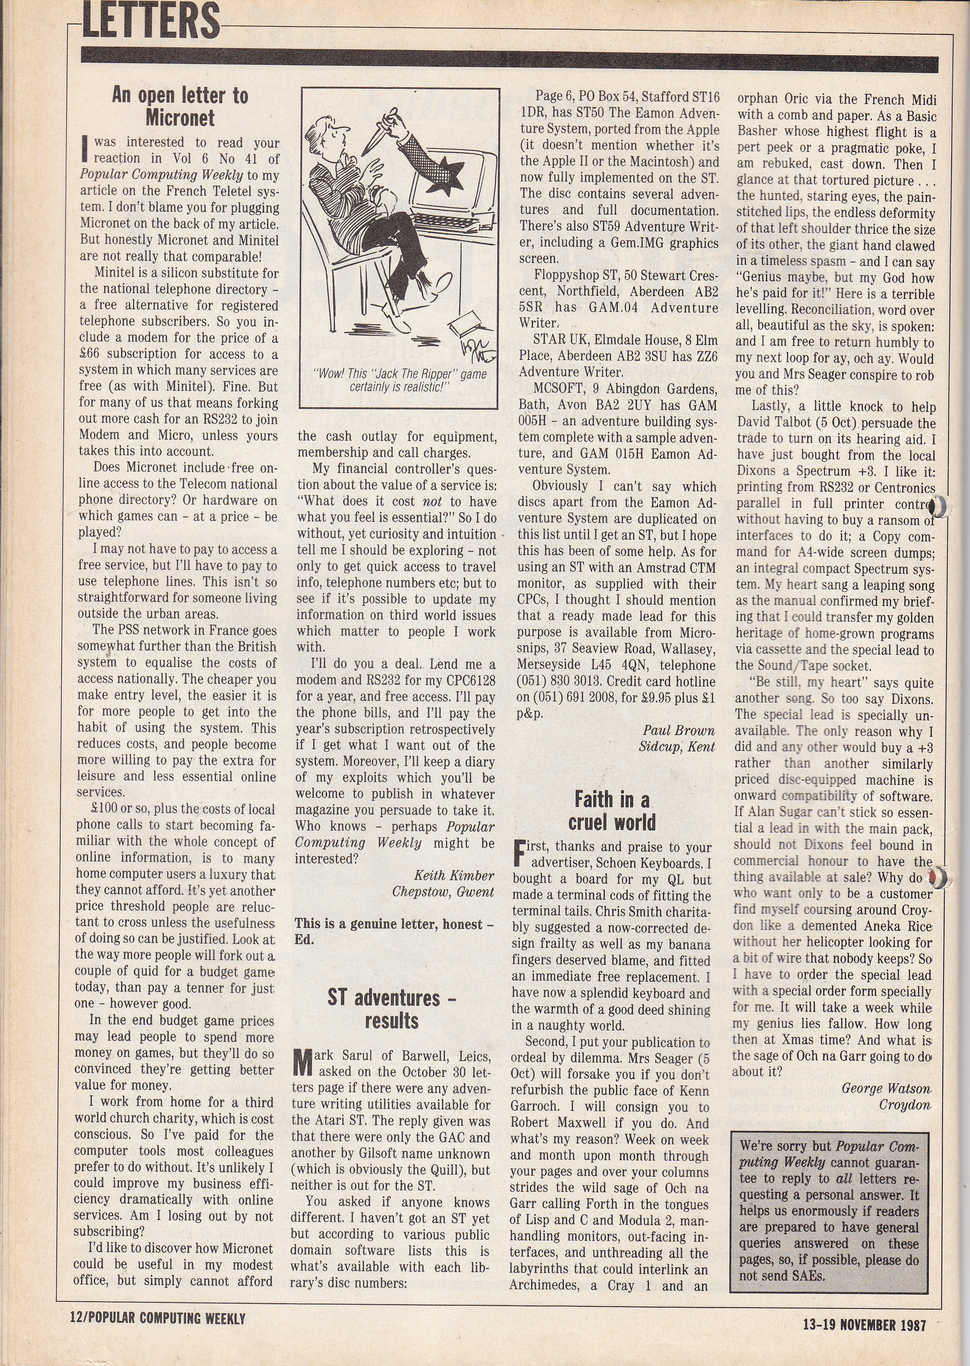 LETTERS
An open letter to
Micronet
I was interested to read your
reaction in Vol 6 No 41 of
Popular Computing Weekly to my
article on the French Teletel sys-
tem. I don't blame you for plugging
Micronet on the back of my article.
But honestly Micronet and Minitel
are not really that comparable!
Minitel is a silicon substitute for
the national telephone directory –
a free alternative for registered
telephone subscribers. So you in-
clude a modem for the price of a
£66 subscription for access to a
system in which many services are
free (as with Minitel). Fine. But
for many of us that means forking
out more cash for an RS232 to join
Modem and Micro, unless yours
takes this into account.
Does Micronet include free on-
line access to the Telecom national
phone directory? Or hardware on
which games can – at a price – be
played?
I may not have to pay to access a
free service, but I'll have to pay to
use telephone lines. This isn't so
straightforward for someone living
outside the urban areas.
The PSS network in France goes
somewhat further than the British
system to equalise the costs of
access nationally. The cheaper you
make entry level, the easier it is
for more people to get into the
habit of using the system. This
reduces costs, and people become
more willing to pay the extra for
leisure and less essential online
services.
£100 or so, plus the costs of local
phone calls to start becoming fa-
miliar with the whole concept of
online information, is to many
home computer users a luxury that
they cannot afford. It's yet another
price threshold people are reluc-
tant to cross unless the usefulness
of doing so can be justified. Look at
the way more people will fork out a
couple of quid for a budget game
today, than pay a tenner for just
one – however good.
In the end budget game prices
may lead people to spend more
money on games, but they'll do so
convinced they're getting better
value for money.
I work from home for a third
world church charity, which is cost
conscious. So I've paid for the
computer tools most colleagues
prefer to do without. It's unlikely I
could improve my business effi-
ciency dramatically with online
services. Am I losing out by not
subscribing?
I'd like to discover how Micronet
could be useful in my modest
office, but simply cannot afford
"Wow! This "Jack The Ripper" game
certainly is realistic!"
the cash outlay for equipment,
membership and call charges.
My financial controller's ques-
tion about the value of a service is:
"What does it cost not to have
what you feel is essential?" So I do
without, yet curiosity and intuition
tell me I should be exploring – not
only to get quick access to travel
info, telephone numbers etc; but to
see if it's possible to update my
information on third world issues
which matter to people I work
with.
I'll do you a deal. Lend me a
modem and RS232 for my CPC6128
for a year, and free access. I'll pay
the phone bills, and I'll pay the
year's subscription retrospectively
if I get what I want out of the
system. Moreover, I'll keep a diary
of my exploits which you'll be
welcome to publish in whatever
magazine you persuade to take it.
Who knows – perhaps Popular
Computing Weekly might be
interested?
Keith Kimber
Chepstow, Gwent
This is a genuine letter, honest –
Ed.
ST adventures –
results
Mark Sarul of Barwell, Leics,
asked on the October 30 let-
ters page if there were any adven-
ture writing utilities available for
the Atari ST. The reply given was
that there were only the GAC and
another by Gilsoft name unknown
(which is obviously the Quill), but
neither is out for the ST.
You asked if anyone knows
different. I haven't got an ST yet
but according to various public
domain software lists this is
what's available with each lib-
rary's disc numbers:
Page 6, PO Box 54, Stafford ST16
1DR, has ST50 The Eamon Adven-
ture System, ported from the Apple
(it doesn't mention whether it's
the Apple II or the Macintosh) and
now fully implemented on the ST.
The disc contains several adven-
tures and full documentation.
There's also ST59 Adventure Writ-
er, including a Gem.IMG graphics
screen.
Floppyshop ST, 50 Stewart Cres-
cent, Northfield, Aberdeen AB2
5SR has GAM.04 Adventure
Writer.
STAR UK, Elmdale House, 8 Elm
Place, Aberdeen AB2 3SU has ZZ6
Adventure Writer.
MCSOFT, 9 Abingdon Gardens,
Bath, Avon BA2 2UY has GAM
005H – an adventure building sys-
tem complete with a sample adven-
ture, and GAM 015H Eamon Ad-
venture System.
Obviously I can't say which
discs apart from the Eamon Ad-
venture System are duplicated on
this list until I get an ST, but I hope
this has been of some help. As for
using an ST with an Amstrad CTM
monitor, as supplied with their
CPCs, I thought I should mention
that a ready made lead for this
purpose is available from Micro-
snips, 37 Seaview Road, Wallasey,
Merseyside L45 4QN, telephone
(051) 830 3013. Credit card hotline
on (051) 691 2008, for £9.95 plus £1
p&p.
Paul Brown
Sidcup, Kent
Faith in a
cruel world
First, thanks and praise to your
advertiser, Schoen Keyboards. I
bought a board for my QL but
made a terminal cods of fitting the
terminal tails. Chris Smith charita-
bly suggested a now-corrected de-
sign frailty as well as my banana
fingers deserved blame, and fitted
an immediate free replacement. I
have now a splendid keyboard and
the warmth of a good deed shining
in a naughty world.
Second, I put your publication to
ordeal by dilemma. Mrs Seager (5
Oct) will forsake you if you don't
refurbish the public face of Kenn
Garroch. I will consign you to
Robert Maxwell if you do. And
what's my reason? Week on week
and month upon month through
your pages and over your columns
strides the wild sage of Och na
Garr calling Forth in the tongues
of Lisp and C and Modula 2, man-
handling monitors, out-facing in-
terfaces, and unthreading all the
labyrinths that could interlink an
Archimedes, a Cray 1 and an
orphan Oric via the French Midi
with a comb and paper. As a Basic
Basher whose highest flight is a
pert peek or a pragmatic poke, I
am rebuked, cast down. Then I
glance at that tortured picture . . .
the hunted, staring eyes, the pain-
stitched lips, the endless deformity
of that left shoulder thrice the size
of its other, the giant hand clawed
in a timeless spasm – and I can say
"Genius maybe, but my God how
he's paid for it!" Here is a terrible
levelling. Reconciliation, word over
all, beautiful as the sky, is spoken:
and I am free to return humbly to
my next loop for ay, och ay. Would
you and Mrs Seager conspire to rob
me of this?
Lastly, a little knock to help
David Talbot (5 Oct) persuade the
trade to turn on its hearing aid. I
have just bought from the local
Dixons a Spectrum +3. I like it:
printing from RS232 or Centronics
parallel in full printer control
without having to buy a ransom of
interfaces to do it; a Copy com-
mand for A4-wide screen dumps;
an integral compact Spectrum sys-
tem. My heart sang a leaping song
as the manual confirmed my brief-
ing that I could transfer my golden
heritage of home-grown programs
via cassette and the special lead to
the Sound/Tape socket.
"Be still, my heart" says quite
another song. So too say Dixons.
The special lead is specially un-
available. The only reason why I
did and any other would buy a +3
rather than another similarly
priced disc-equipped machine is
onward compatibility of software.
If Alan Sugar can't stick so essen-
tial a lead in with the main pack,
should not Dixons feel bound in
commercial honour to have the
thing available at sale? Why do I
who want only to be a customer
find myself coursing around Croy-
don like a demented Aneka Rice
without her helicopter looking for
a bit of wire that nobody keeps? So
I have to order the special lead
with a special order form specially
for me. It will take a week while
my genius lies fallow. How long
then at Xmas time? And what is
the sage of Och na Garr going to do
about it?
George Watson
Croydon
We're sorry but Popular Com-
puting Weekly cannot guaran-
tee to reply to all letters re-
questing a personal answer. It
helps us enormously if readers
are prepared to have general
queries answered on these
pages, so, if possible, please do
not send SAEs.
12/POPULAR COMPUTING WEEKLY
13–19 NOVEMBER 1987